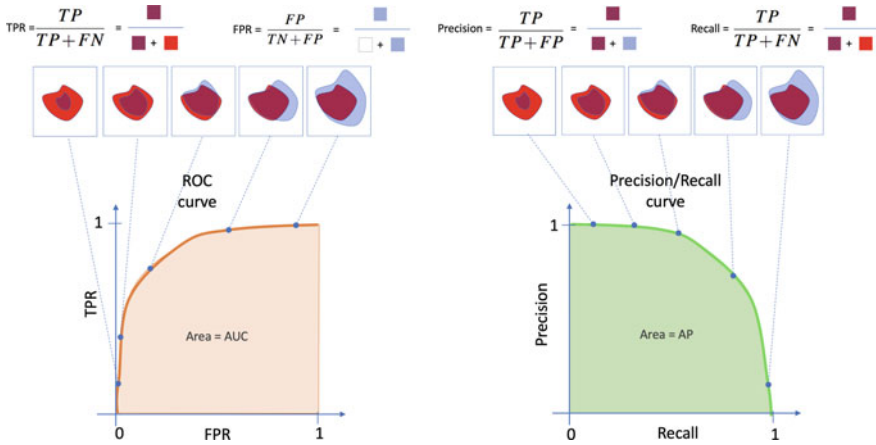 TPR = TP / TP + FN = +
FPR = FP / TN + FP = +
Precision = TP / TP + FP = +
Recall = TP / TP + FN = +
ROC
curve
1
TPR
Area = AUC
0
FPR
1
Precision/Recall
curve
1
Precision
Area = AP
0
Recall
1